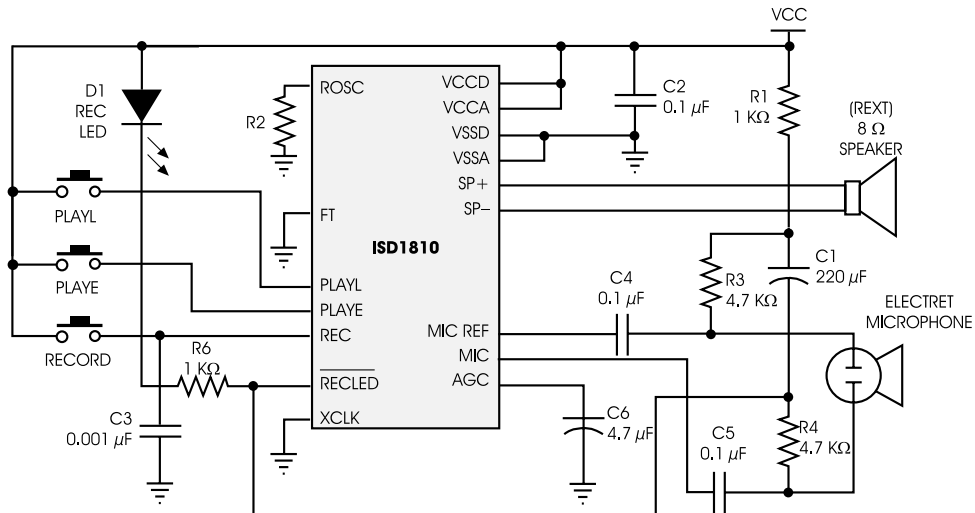 VCC
D1
REC
LED
R2
ROSC
VCCD
VCCA
VSSD
VSSA
SP+
SP–
C2
0.1 µF
R1
1 KΩ
(REXT)
8 Ω
SPEAKER
PLAYL
FT
ISD1810
PLAYE
PLAYL
PLAYE
REC
RECORD
R6
1 KΩ
RECLED
XCLK
C3
0.001 µF
MIC REF
MIC
AGC
C4
0.1 µF
R3
4.7 KΩ
C1
220 µF
ELECTRET
MICROPHONE
C6
4.7 µF
C5
0.1 µF
R4
4.7 KΩ